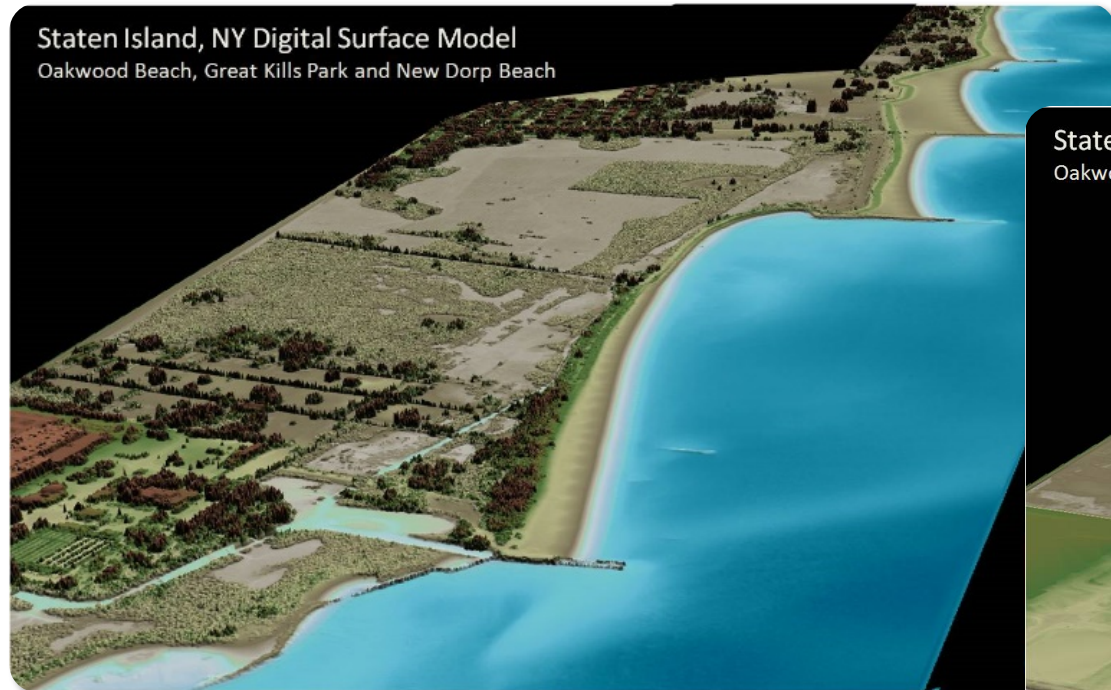 Staten Island, NY Digital Surface Model
Oakwood Beach, Great Kills Park and New Dorp Beach